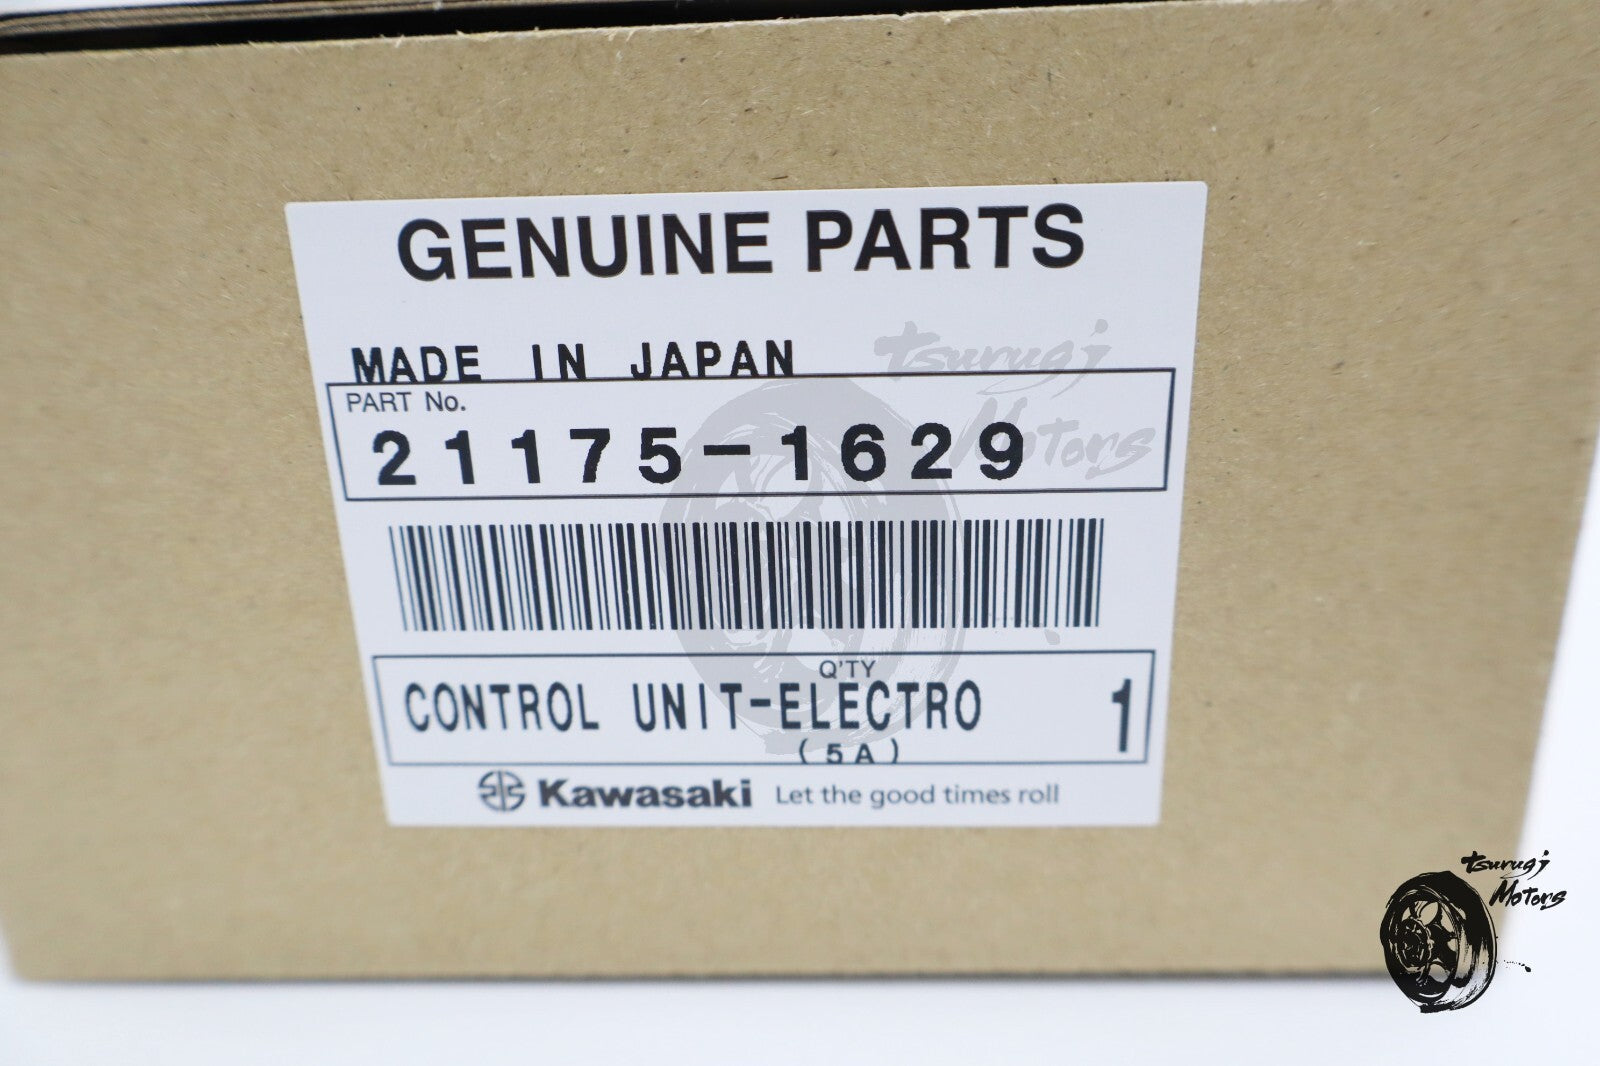 GENUINE PARTS
MADE IN JAPAN
PART No.
21175-1629
Q'TY
CONTROL UNIT-ELECTRO 1
(5A)
Kawasaki Let the good times roll
tsurugi
Motors
tsurugi
Motors